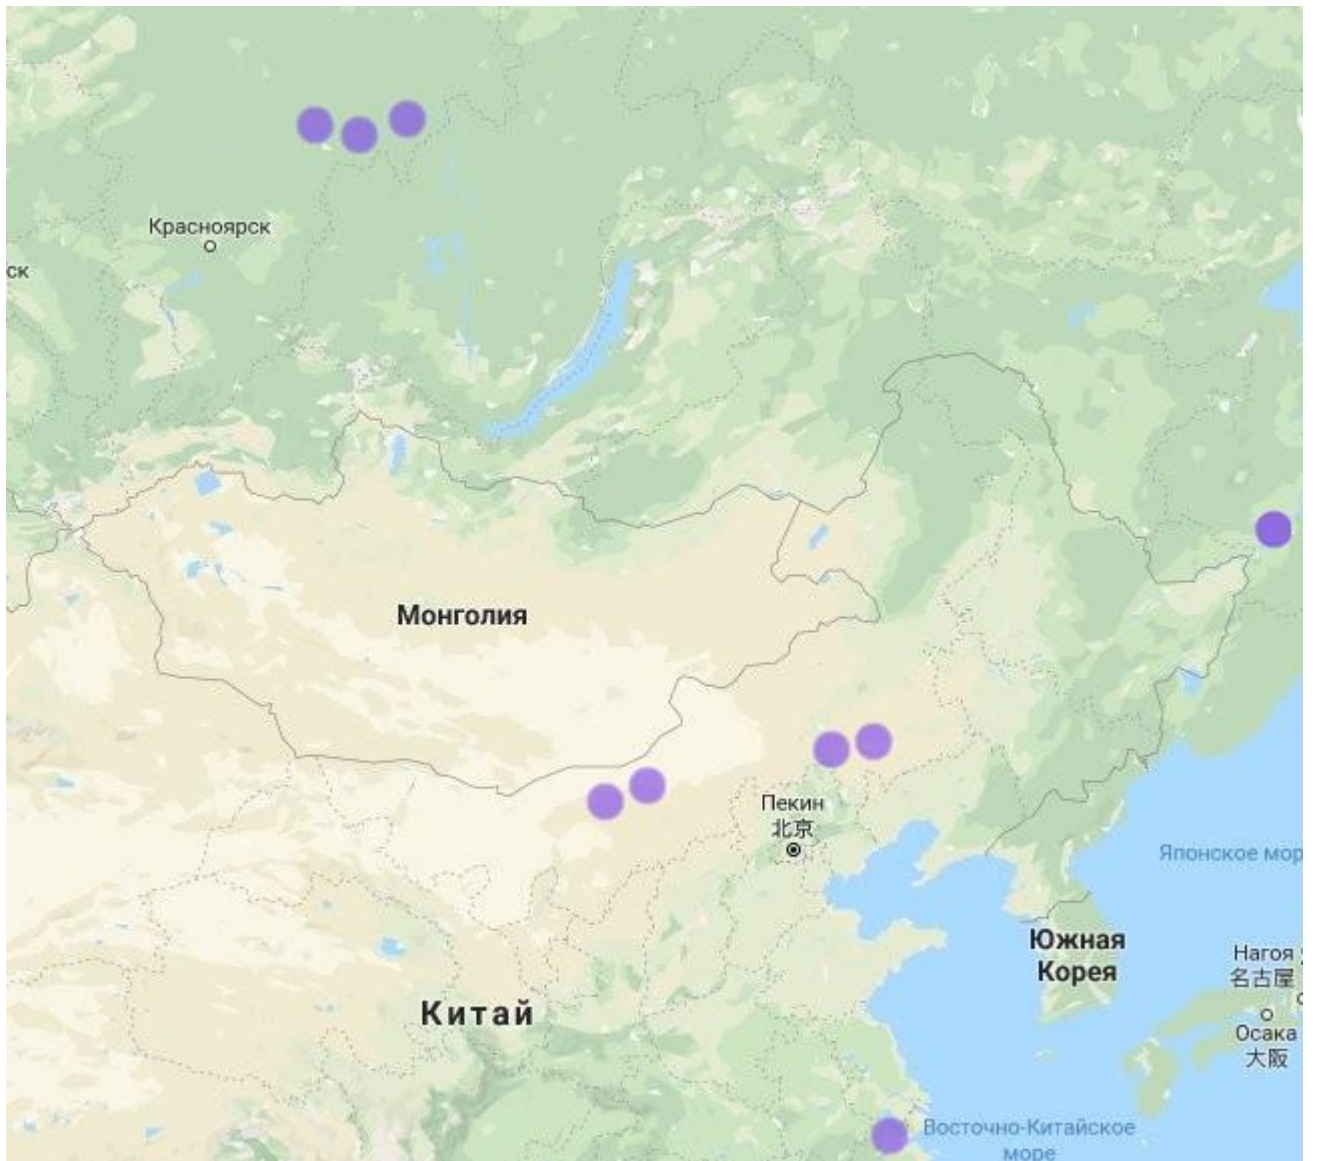 Красноярск
ск
Монголия
Пекин
北京
Японское мор
Южная
Корея
Нагоя
名古屋
Китай
Осака
大阪
Восточно-Китайское
море